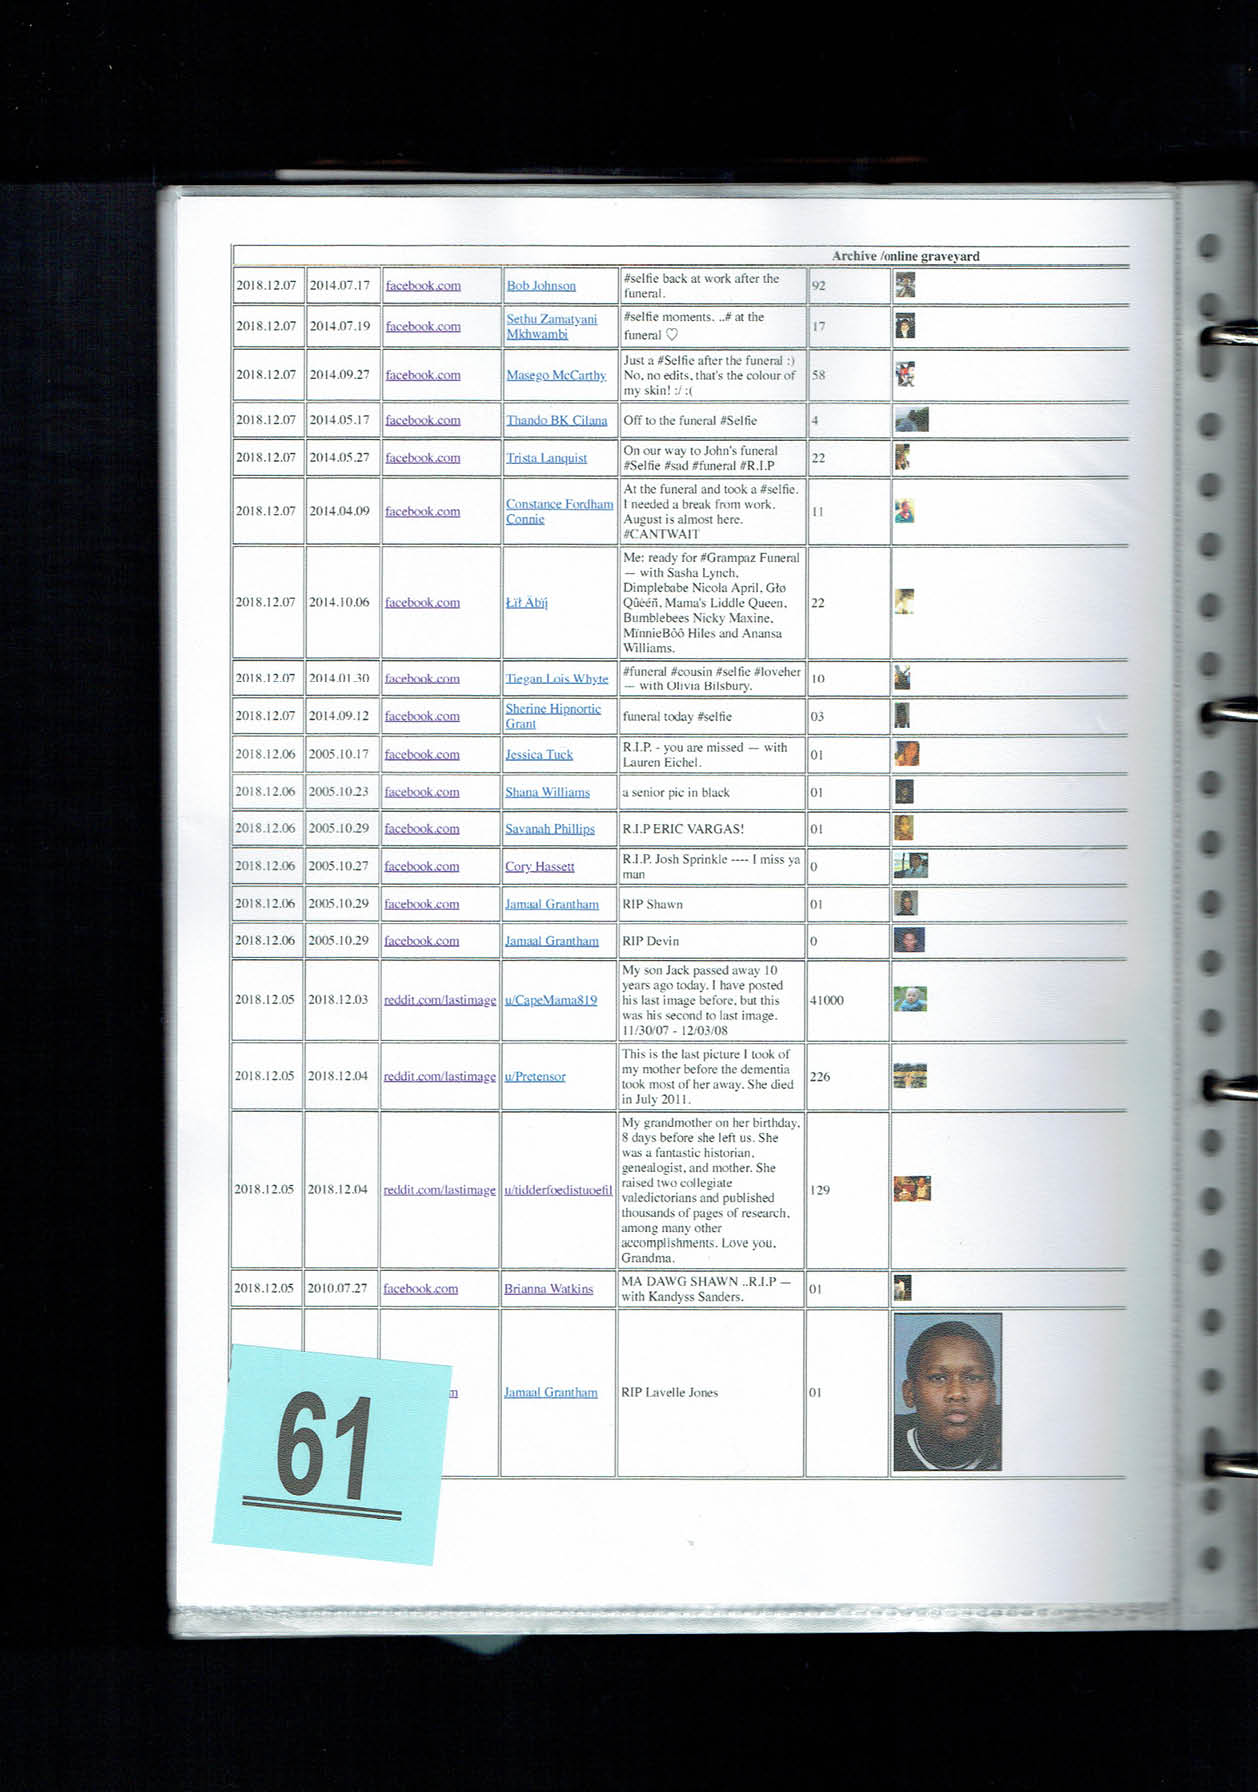 Archive /online graveyard
2018.12.07 2014.07.17 facebook.com Bob Johnson #selfie back at work after the
funeral. 92
2018.12.07 2014.07.19 facebook.com Sethu Zamatyani
Mkhwambi #selfie moments. ..# at the
funeral ♡ 17
2018.12.07 2014.09.27 facebook.com Masego McCarthy Just a #Selfie after the funeral :)
No, no edits, that's the colour of
my skin! :/ :( 58
2018.12.07 2014.05.17 facebook.com Thando BK Cilana Off to the funeral #Selfie 4
2018.12.07 2014.05.27 facebook.com Trista Lanquist On our way to John's funeral
#Selfie #sad #funeral #R.I.P 22
2018.12.07 2014.04.09 facebook.com Constance Fordham
Connie At the funeral and took a #selfie.
I needed a break from work.
August is almost here.
#CANTWAIT 11
2018.12.07 2014.10.06 facebook.com Me: ready for #Grampaz Funeral
— with Sasha Lynch,
Dimplebabe Nicola April, Gło
Qûèéñ, Mama's Liddle Queen,
Bumblebees Nicky Maxine,
MïnnieBôô Hiles and Anansa
Williams. 22
2018.12.07 2014.01.30 facebook.com Tiegan Lois Whyte #funeral #cousin #selfie #loveher
— with Olivia Bilsbury. 10
2018.12.07 2014.09.12 facebook.com Sherine Hipnortic
Grant funeral today #selfie 03
2018.12.06 2005.10.17 facebook.com Jessica Tuck R.I.P. - you are missed — with
Lauren Eichel. 01
2018.12.06 2005.10.23 facebook.com Shana Williams a senior pic in black 01
2018.12.06 2005.10.29 facebook.com Savanah Phillips R.I.P ERIC VARGAS! 01
2018.12.06 2005.10.27 facebook.com Cory Hassett R.I.P. Josh Sprinkle ---- I miss ya
man 0
2018.12.06 2005.10.29 facebook.com Jamaal Grantham RIP Shawn 01
2018.12.06 2005.10.29 facebook.com Jamaal Grantham RIP Devin 0
2018.12.05 2018.12.03 reddit.com/lastimage u/CapeMama819 My son Jack passed away 10
years ago today. I have posted
his last image before, but this
was his second to last image.
11/30/07 - 12/03/08 41000
2018.12.05 2018.12.04 reddit.com/lastimage u/Pretensor This is the last picture I took of
my mother before the dementia
took most of her away. She died
in July 2011. 226
2018.12.05 2018.12.04 reddit.com/lastimage u/tidderfoedistuoefil My grandmother on her birthday,
8 days before she left us. She
was a fantastic historian,
genealogist, and mother. She
raised two collegiate
valedictorians and published
thousands of pages of research,
among many other
accomplishments. Love you,
Grandma. 129
2018.12.05 2010.07.27 facebook.com Brianna Watkins MA DAWG SHAWN ..R.I.P —
with Kandyss Sanders. 01
m Jamaal Grantham RIP Lavelle Jones 01
61